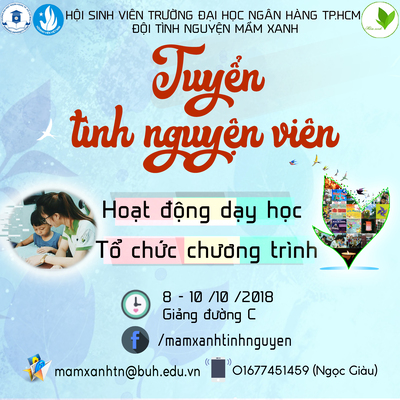 HỘI SINH VIÊN TRƯỜNG ĐẠI HỌC NGÂN HÀNG TP.HCM
ĐỘI TÌNH NGUYỆN MẦM XANH
Tuyển
tình nguyện viên
Hoạt động dạy học
Tổ chức chương trình
8 - 10 /10 /2018
Giảng đường C
/mamxanhtinhnguyen
mamxanhtn@buh.edu.vn
01677451459 (Ngọc Giàu)